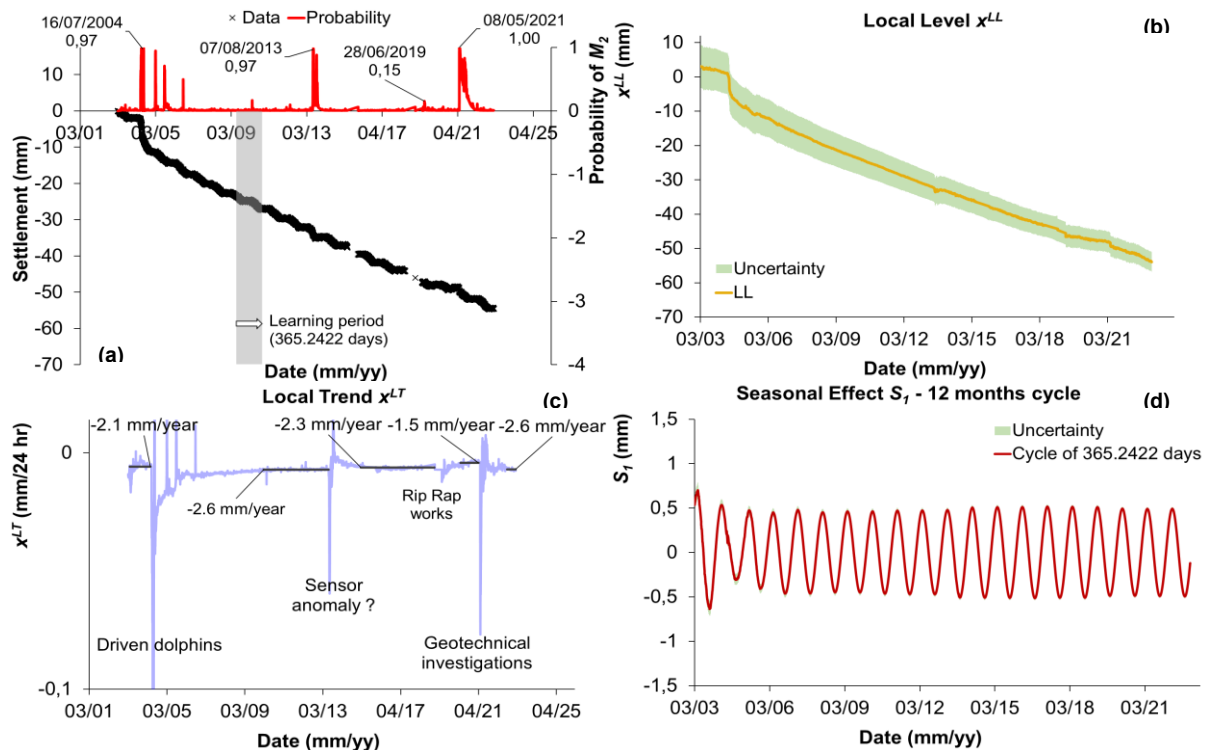 × Data — Probability
16/07/2004
0,97
07/08/2013
0,97
28/06/2019
0,15
08/05/2021
1,00
10
0
-10
-20
-30
-40
-50
-60
-70
Settlement (mm)
1
0
-1
-2
-3
-4
Probability of M2
03/01 03/05 03/09 03/13 04/17 04/21 04/25
Learning period
(365.2422 days)
(a)
Date (mm/yy)
Local Level xLL
(b)
xLL (mm)
10
0
-10
-20
-30
-40
-50
-60
-70
Uncertainty
LL
03/03 03/06 03/09 03/12 03/15 03/18 03/21
Date (mm/yy)
Local Trend xLT
(c)
-2.1 mm/year
-2.3 mm/year
-1.5 mm/year
-2.6 mm/year
-2.6 mm/year
Rip Rap
works
Sensor
anomaly ?
Driven dolphins
Geotechnical
investigations
xLT (mm/24 hr)
0
-0,1
03/01 03/05 03/09 03/13 04/17 04/21 04/25
Date (mm/yy)
Seasonal Effect S1 - 12 months cycle
(d)
Uncertainty
Cycle of 365.2422 days
S1 (mm)
1,5
1
0,5
0
-0,5
-1
-1,5
03/03 03/06 03/09 03/12 03/15 03/18 03/21
Date (mm/yy)